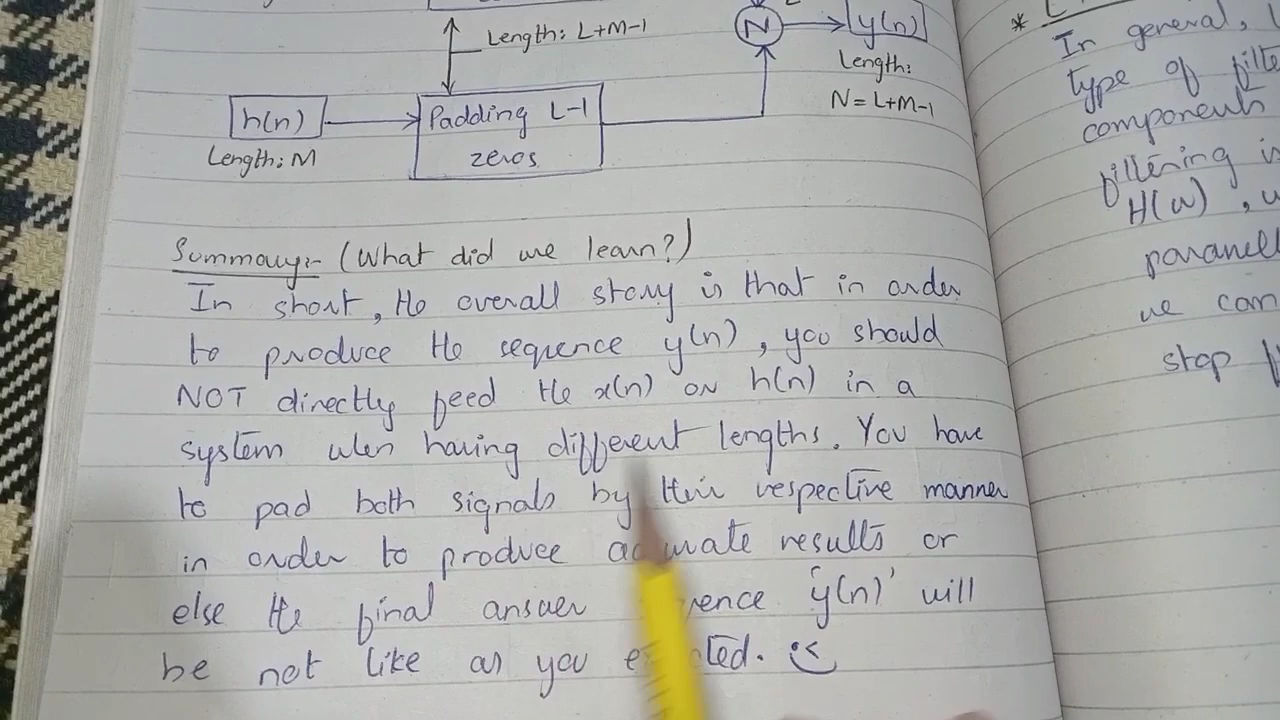 Length: L+M-1
N
y(n)
Length:
N=L+M-1
h(n)
Padding L-1
zeros
Length: M
Summary:- (What did we learn?)
In short, the overall story is that in order
to produce the sequence y(n), you should
NOT directly feed the x(n) or h(n) in a
system when having different lengths. You have
to pad both signals by their respective manner
in order to produce accurate results or
else the final answer 'y(n)' will
be not like as you
* In general,
type of
components
filtering
H(ω),
we can
stop